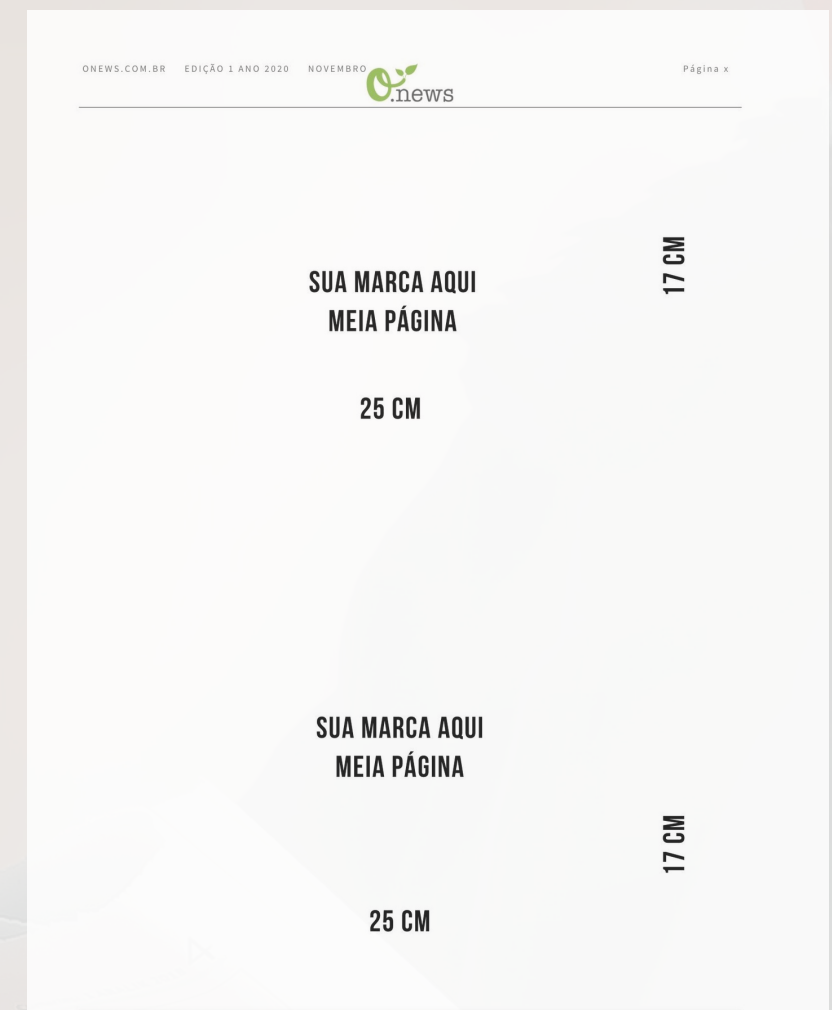 ONEWS.COM.BR EDIÇÃO 1 ANO 2020 NOVEMBRO O.news Página x
SUA MARCA AQUI
MEIA PÁGINA
17 CM
25 CM
SUA MARCA AQUI
MEIA PÁGINA
17 CM
25 CM